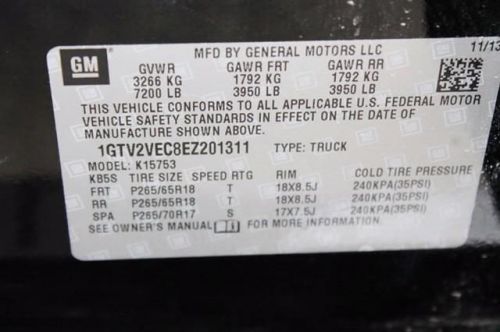 GM
MFD BY GENERAL MOTORS LLC 11/13
GVWR GAWR FRT GAWR RR
3266 KG 1792 KG 1792 KG
7200 LB 3950 LB 3950 LB
THIS VEHICLE CONFORMS TO ALL APPLICABLE U.S. FEDERAL MOTOR
VEHICLE SAFETY STANDARDS IN EFFECT ON THE DATE OF
MANUFACTURE SHOWN ABOVE.
1GTV2VEC8EZ201311 TYPE: TRUCK
MODEL: K15753
KB5S TIRE SIZE SPEED RTG RIM COLD TIRE PRESSURE
FRT P265/65R18 T 18X8.5J 240KPA(35PSI)
RR P265/65R18 T 18X8.5J 240KPA(35PSI)
SPA P265/70R17 S 17X7.5J 240KPA(35PSI)
SEE OWNER'S MANUAL FOR MORE INFORMATION.